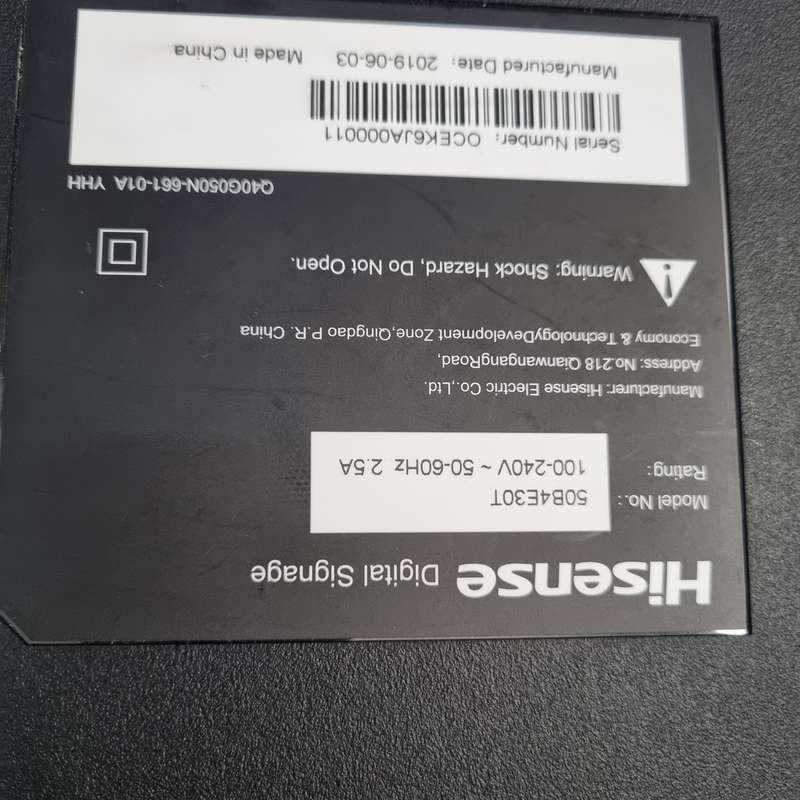 Hisense Digital Signage
Model No.: 50B4E30T
Rating: 100-240V ~ 50-60Hz 2.5A
Manufacturer: Hisense Electric Co.,Ltd.
Address: No.218 QianwangangRoad,
Economy & TechnologyDevelopment Zone,Qingdao P.R. China
Warning: Shock Hazard, Do Not Open.
Q40G050N-661-01A YHH
Serial Number: OCEK6JA000011
Manufactured Date: 2019-06-03 Made in China